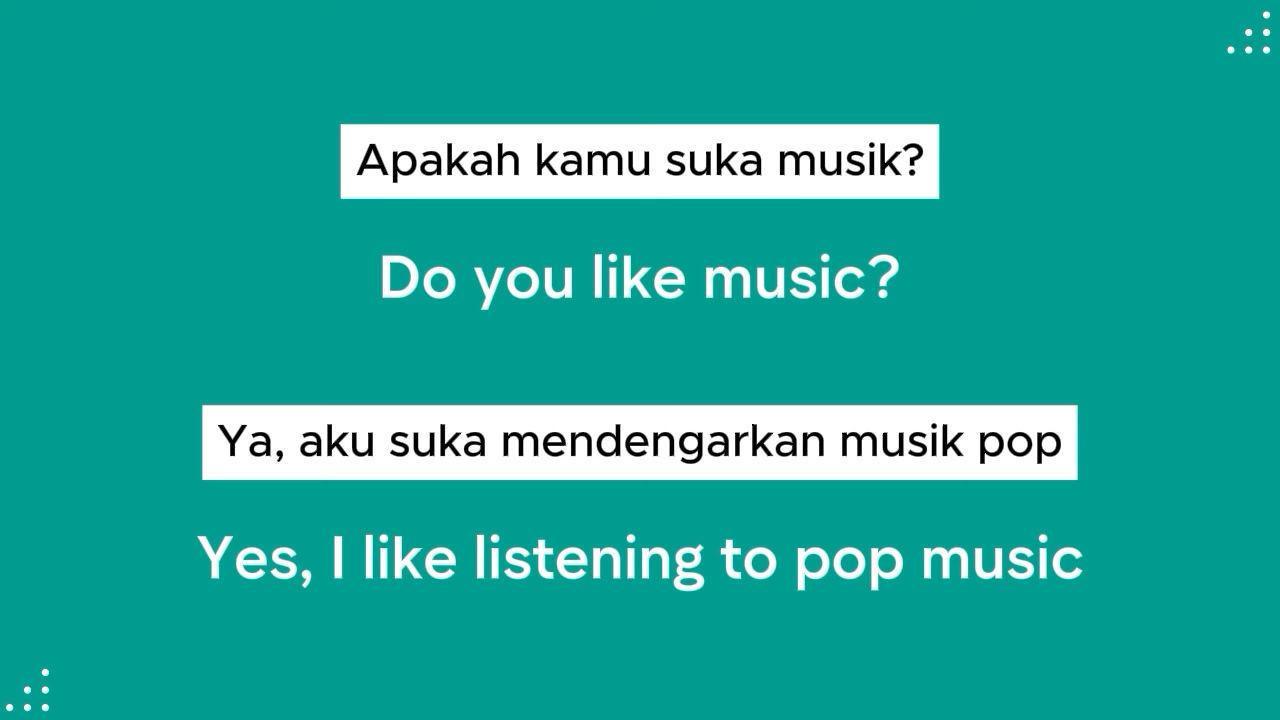 Apakah kamu suka musik?
Do you like music?
Ya, aku suka mendengarkan musik pop
Yes, I like listening to pop music